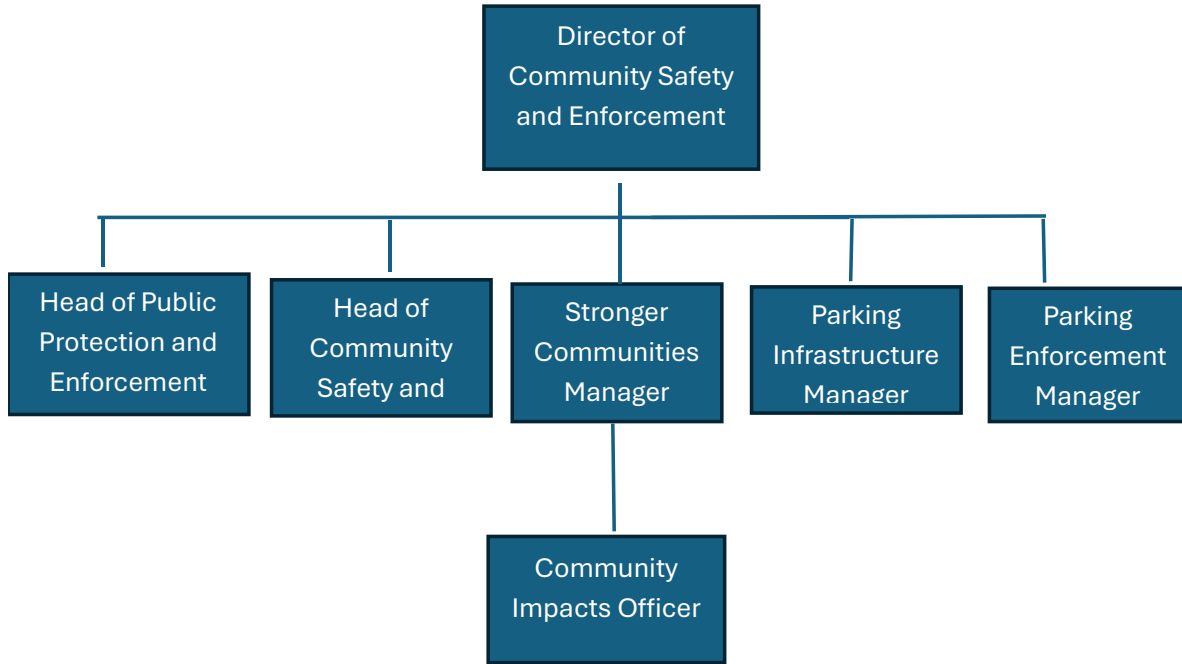 Director of
Community Safety
and Enforcement
Head of Public
Protection and
Enforcement
Head of
Community
Safety and
Stronger
Communities
Manager
Parking
Infrastructure
Manager
Parking
Enforcement
Manager
Community
Impacts Officer